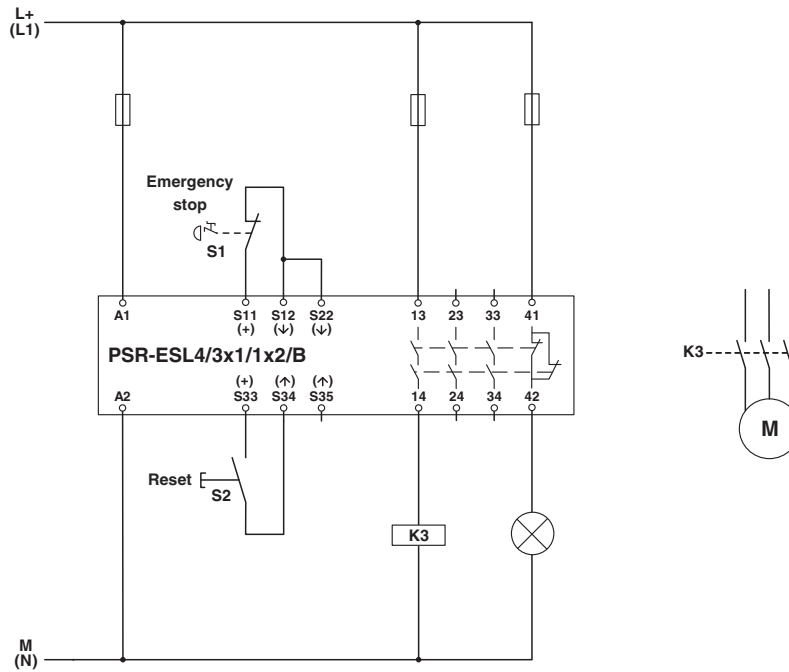 L+
(L1)
Emergency
stop
S1
A1 S11 S12 S22 13 23 33 41
(+) (↓) (↓)
PSR-ESL4/3x1/1x2/B
(+) (↑) (↑)
A2 S33 S34 S35 14 24 34 42
K3
M
Reset
S2
K3
M
(N)